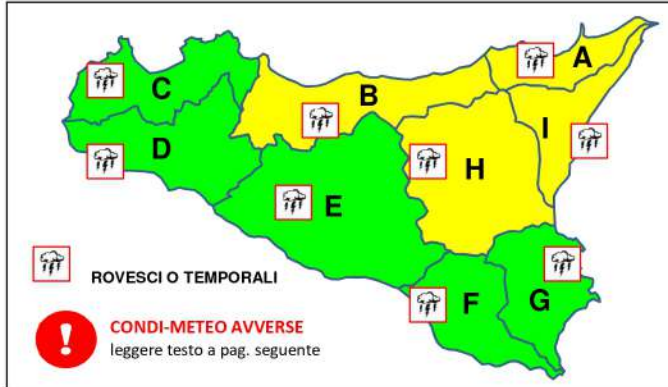 A
B
C
I
D
H
E
F
G
ROVESCI O TEMPORALI
!
CONDI-METEO AVVERSE
leggere testo a pag. seguente